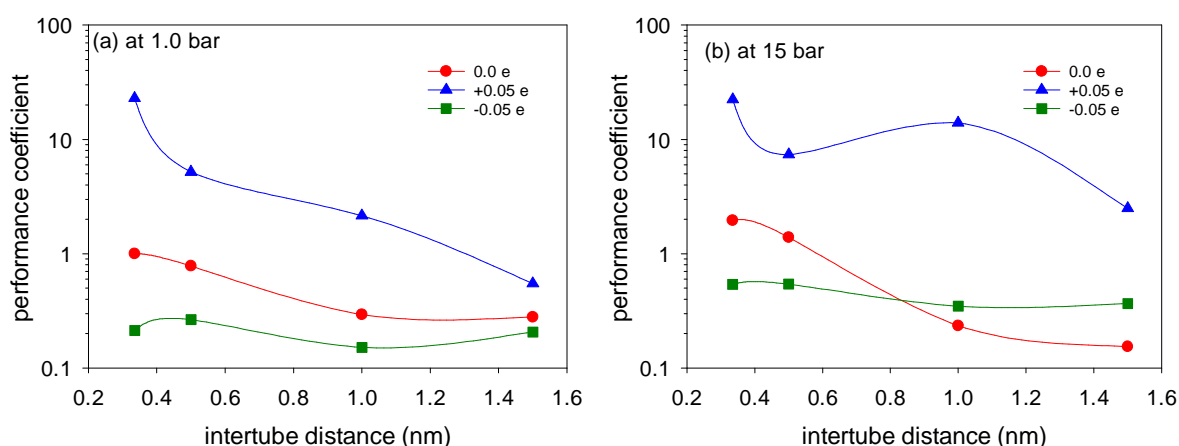 (a) at 1.0 bar
performance coefficient
100
10
1
0.1
0.0 e
+0.05 e
-0.05 e
0.2 0.4 0.6 0.8 1.0 1.2 1.4 1.6
intertube distance (nm)
(b) at 15 bar
performance coefficient
100
10
1
0.1
0.0 e
+0.05 e
-0.05 e
0.2 0.4 0.6 0.8 1.0 1.2 1.4 1.6
intertube distance (nm)